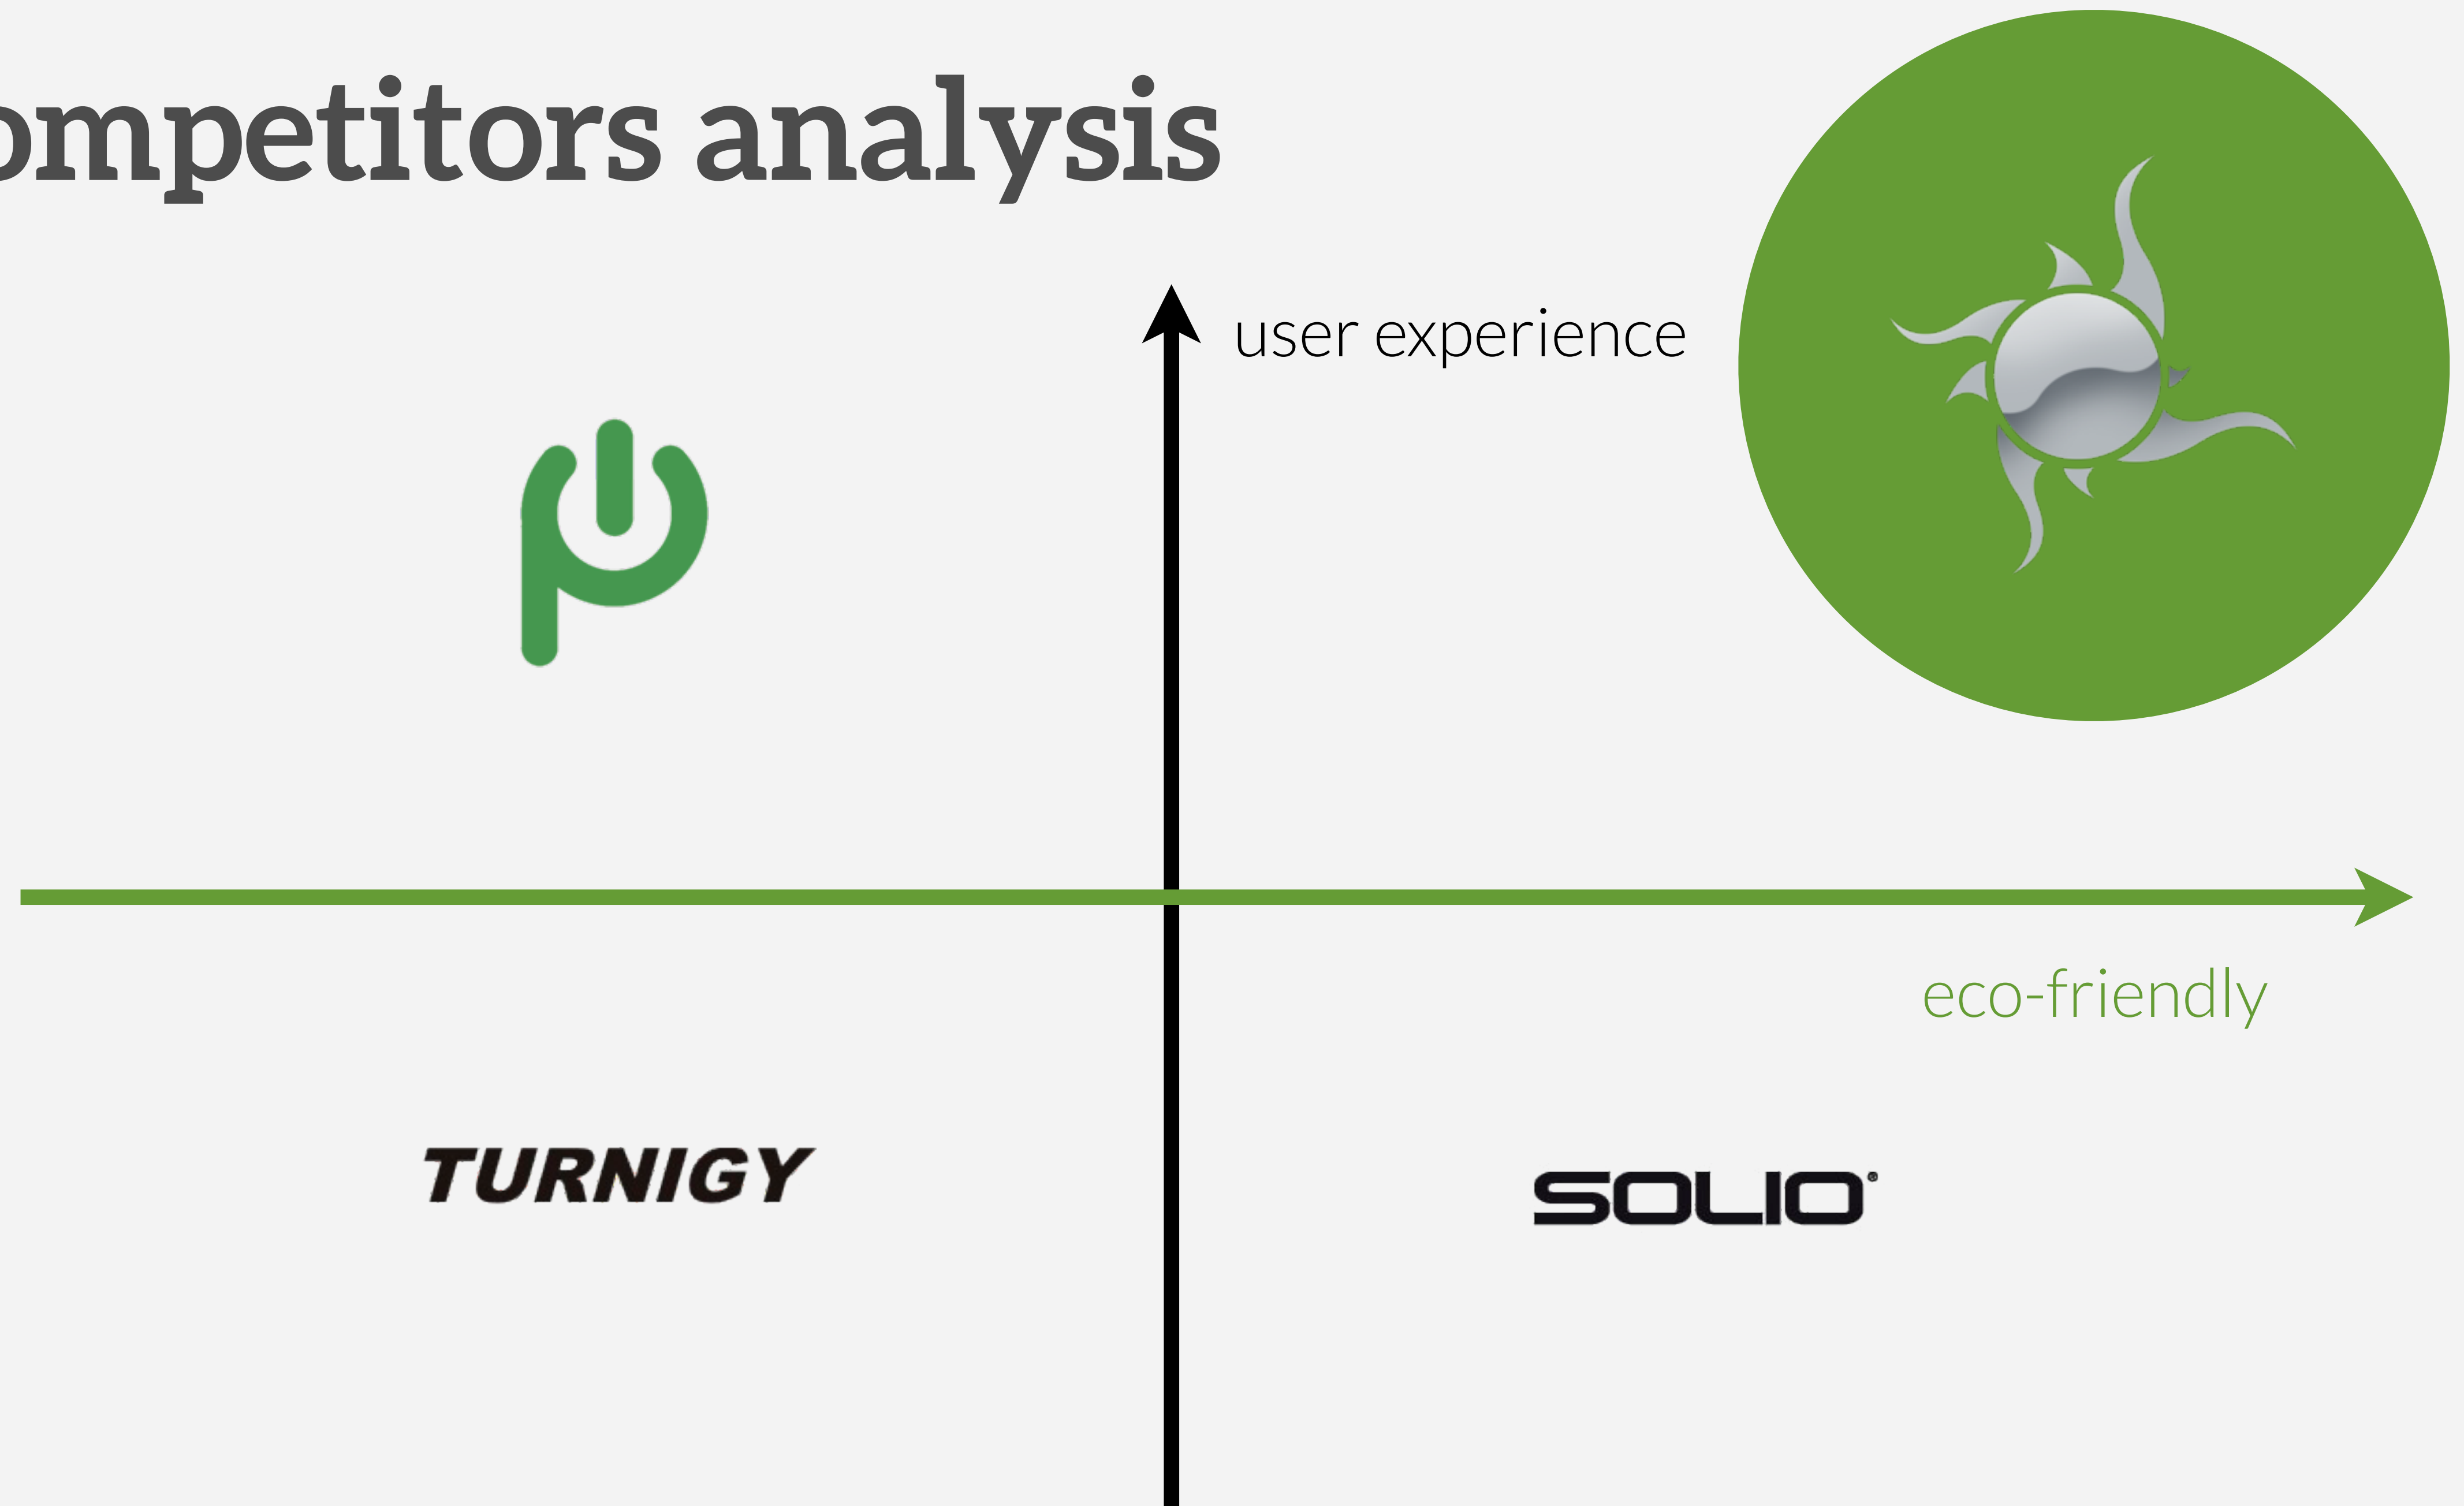 ompetitors analysis
user experience
eco-friendly
TURNIGY
SOLIO®